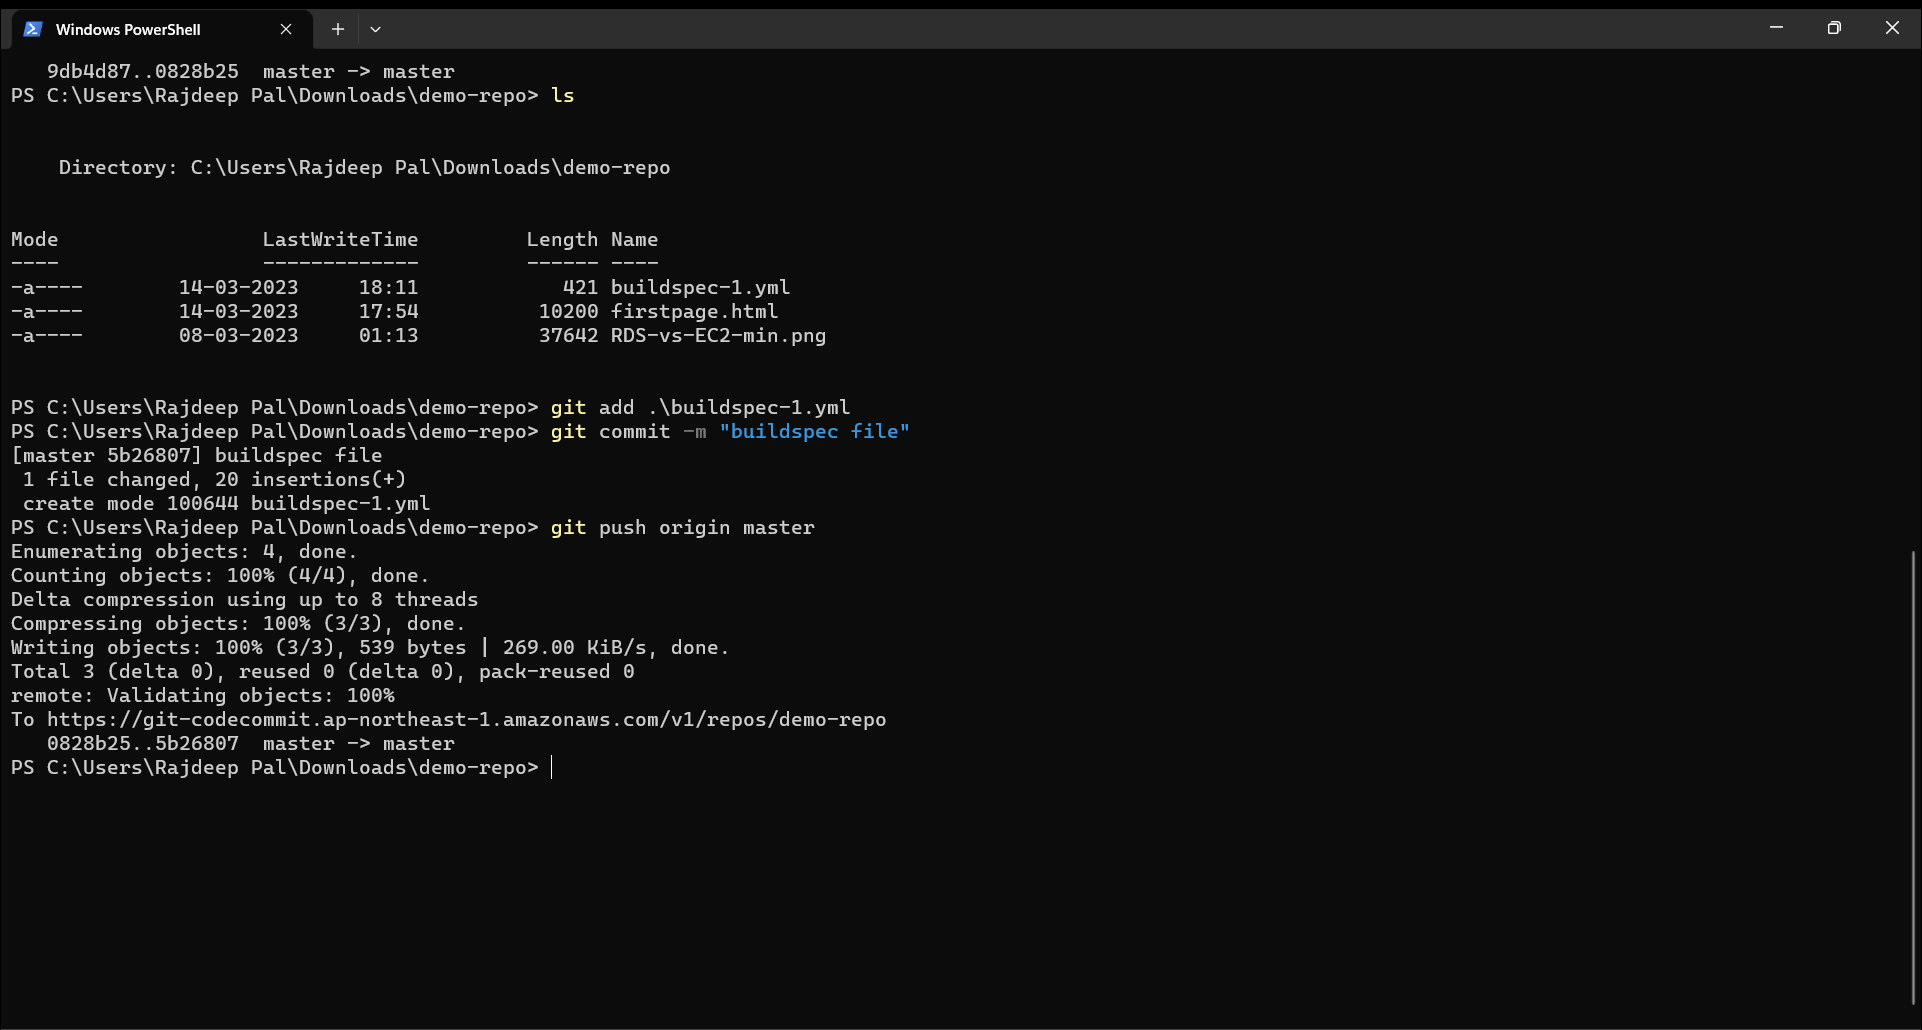 Windows PowerShell
9db4d87..0828b25  master -> master
PS C:\Users\Rajdeep Pal\Downloads\demo-repo> ls
Directory: C:\Users\Rajdeep Pal\Downloads\demo-repo
Mode                 LastWriteTime         Length Name
----                 -------------         ------ ----
-a----        14-03-2023     18:11            421 buildspec-1.yml
-a----        14-03-2023     17:54          10200 firstpage.html
-a----        08-03-2023     01:13          37642 RDS-vs-EC2-min.png
PS C:\Users\Rajdeep Pal\Downloads\demo-repo> git add .\buildspec-1.yml
PS C:\Users\Rajdeep Pal\Downloads\demo-repo> git commit -m "buildspec file"
[master 5b26807] buildspec file
1 file changed, 20 insertions(+)
create mode 100644 buildspec-1.yml
PS C:\Users\Rajdeep Pal\Downloads\demo-repo> git push origin master
Enumerating objects: 4, done.
Counting objects: 100% (4/4), done.
Delta compression using up to 8 threads
Compressing objects: 100% (3/3), done.
Writing objects: 100% (3/3), 539 bytes | 269.00 KiB/s, done.
Total 3 (delta 0), reused 0 (delta 0), pack-reused 0
remote: Validating objects: 100%
To https://git-codecommit.ap-northeast-1.amazonaws.com/v1/repos/demo-repo
0828b25..5b26807  master -> master
PS C:\Users\Rajdeep Pal\Downloads\demo-repo>